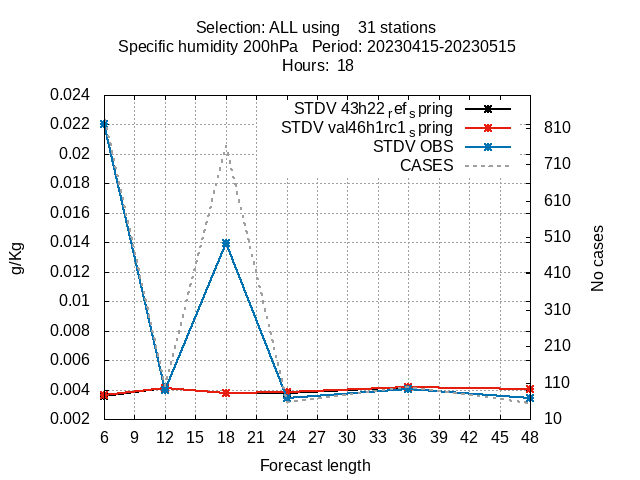 Selection: ALL using    31 stations
Specific humidity 200hPa   Period: 20230415-20230515
Hours:  18
STDV 43h22refspring
STDV val46h1rc1spring
STDV OBS
CASES
0.024
0.022
0.02
0.018
0.016
0.014
0.012
0.01
0.008
0.006
0.004
0.002
g/Kg
810
710
610
510
410
310
210
110
10
No cases
6 9 12 15 18 21 24 27 30 33 36 39 42 45 48
Forecast length